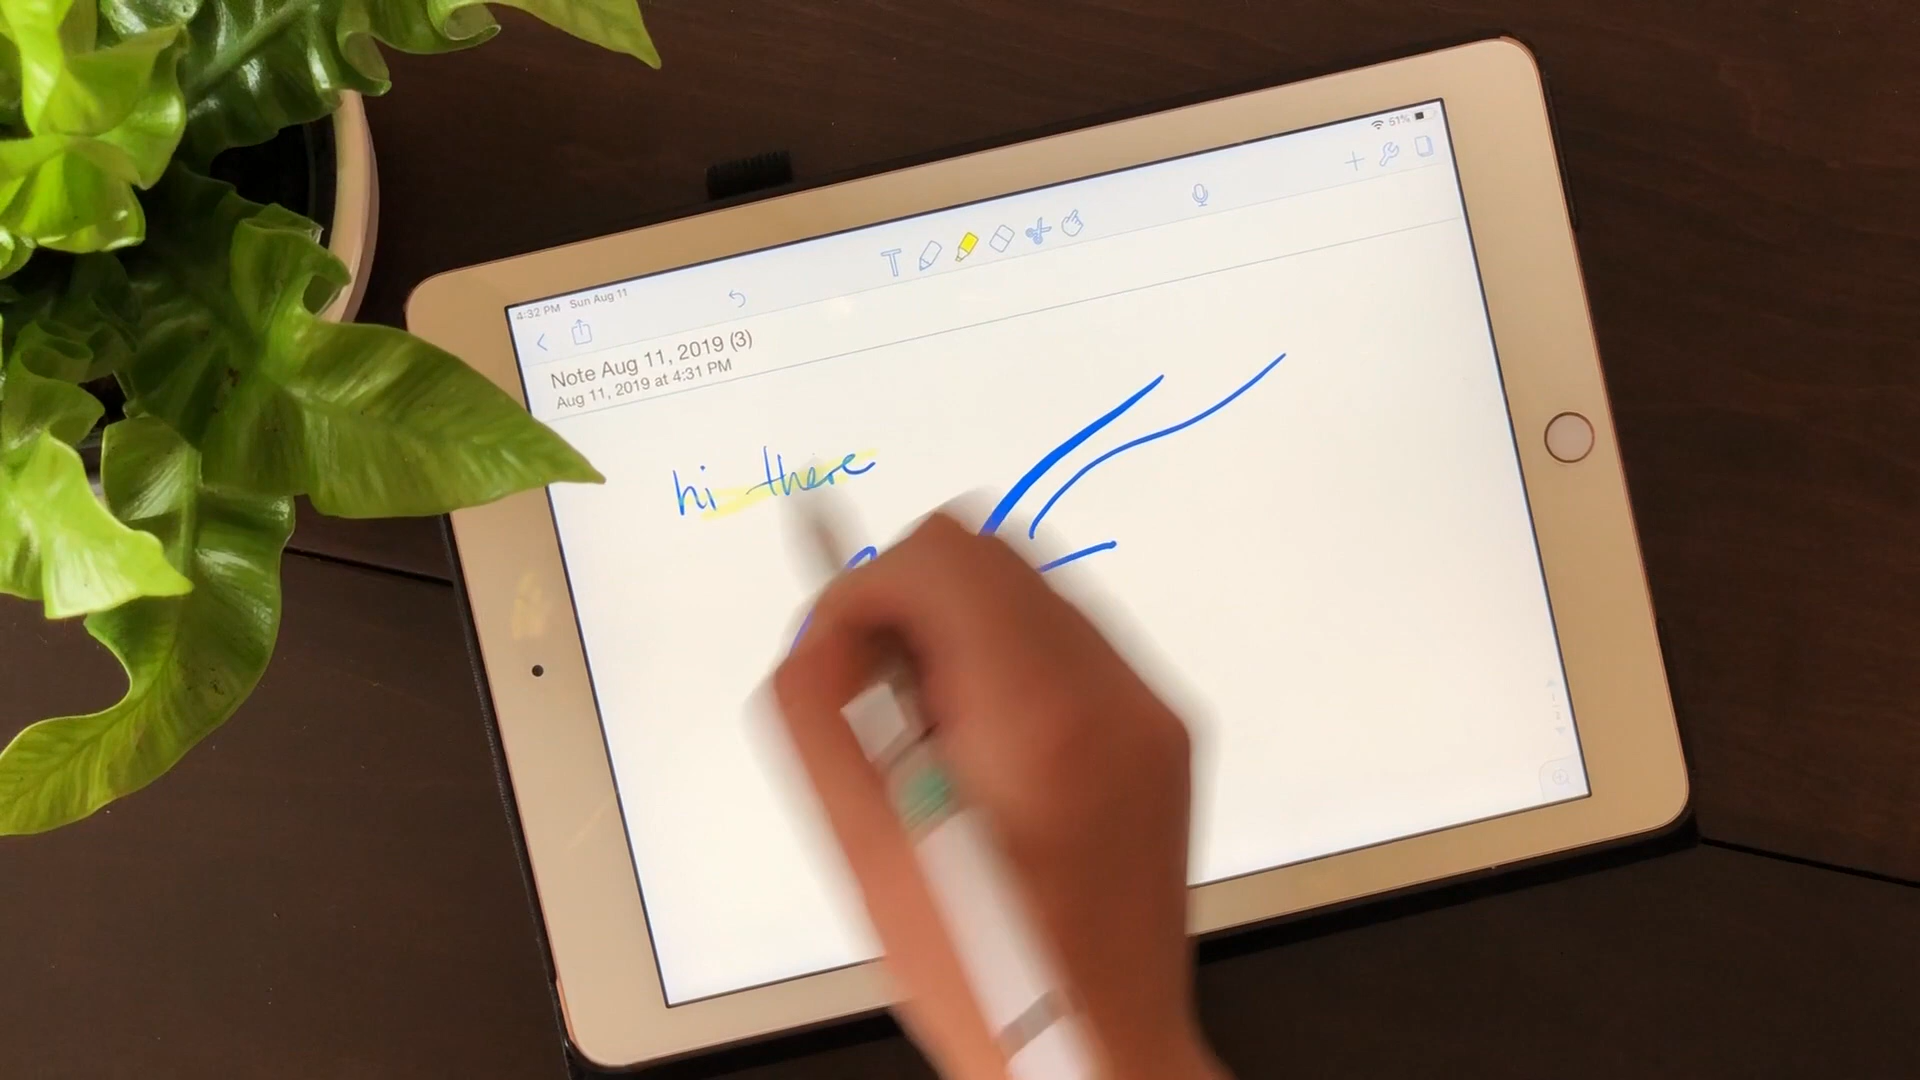 51%
4:32 PM Sun Aug 11
T
Note Aug 11, 2019 (3)
Aug 11, 2019 at 4:31 PM
hi there